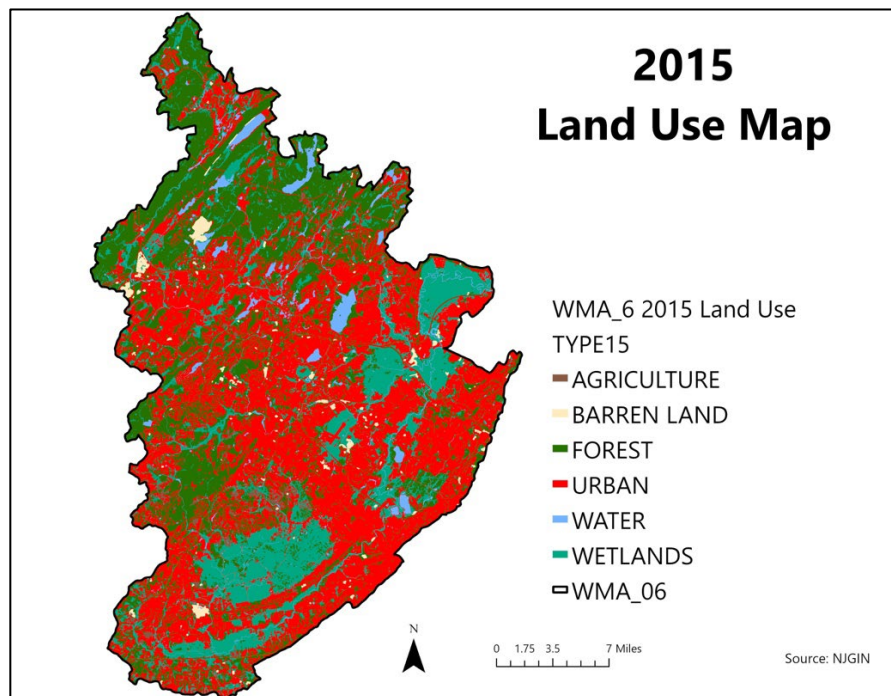 2015
Land Use Map
WMA_6 2015 Land Use
TYPE15
AGRICULTURE
BARREN LAND
FOREST
URBAN
WATER
WETLANDS
WMA_06
N
0 1.75 3.5 7 Miles
Source: NJGIN